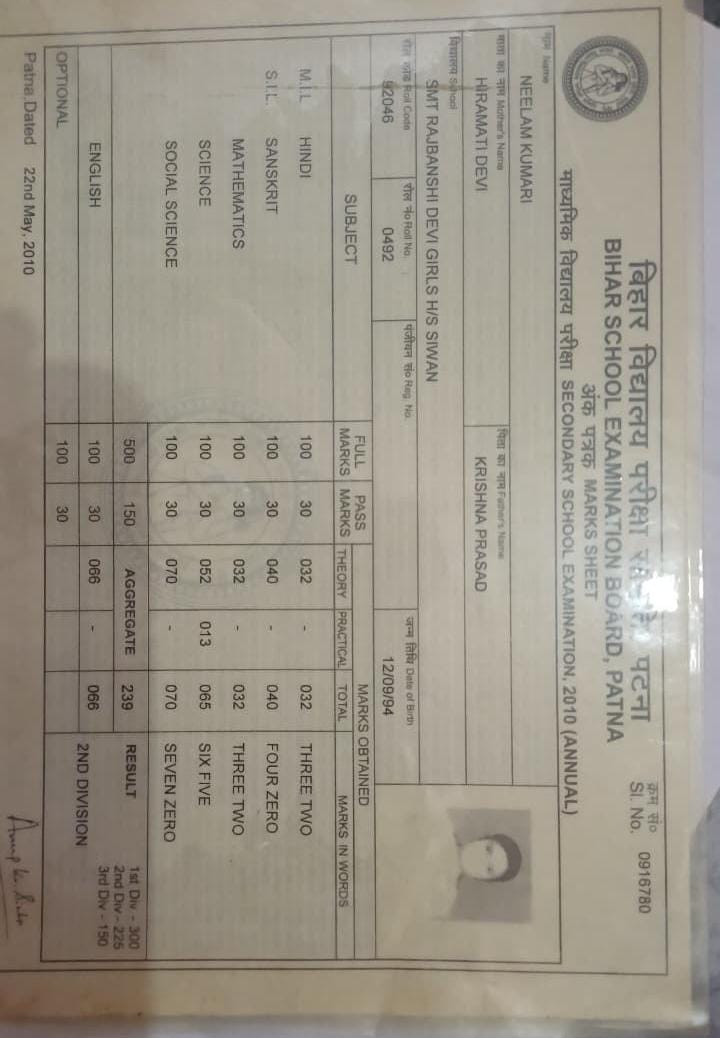 बिहार विद्यालय परीक्षा पटना
BIHAR SCHOOL EXAMINATION BOARD, PATNA
क्रम सं०
Sl. No. 0916780
अंक पत्रक MARKS SHEET
माध्यमिक विद्यालय परीक्षा SECONDARY SCHOOL EXAMINATION, 2010 (ANNUAL)
नाम Name
NEELAM KUMARI
माता का नाम Mother's Name पिता का नाम Father's Name
HIRAMATI DEVI KRISHNA PRASAD
विद्यालय School
SMT RAJBANSHI DEVI GIRLS H/S SIWAN
रोल कोड Roll Code रोल नं० Roll No. पंजीयन सं० Reg. No. जन्म तिथि Date of Birth
92046 0492 12/09/94
SUBJECT FULL MARKS PASS MARKS MARKS OBTAINED
THEORY PRACTICAL TOTAL MARKS IN WORDS
M.I.L HINDI 100 30 032 - 032 THREE TWO
S.I.L. SANSKRIT 100 30 040 - 040 FOUR ZERO
MATHEMATICS 100 30 032 - 032 THREE TWO
SCIENCE 100 30 052 013 065 SIX FIVE
SOCIAL SCIENCE 100 30 070 - 070 SEVEN ZERO
500 150 AGGREGATE 239 RESULT 1st Div - 300
2nd Div - 225
3rd Div - 150
ENGLISH 100 30 066 - 066 2ND DIVISION
OPTIONAL 100 30
Patna.Dated 22nd May, 2010